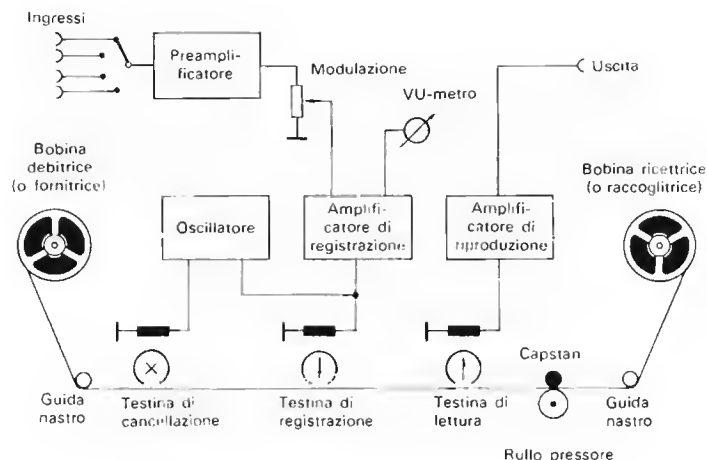 Ingressi
Preampli-
ficatore
Modulazione
VU-metro
Uscita
Bobina
debitrice
(o fornitrice)
Oscillatore
Amplifi-
catore di
registrazione
Amplifi-
catore di
riproduzione
Bobina ricettrice
(o raccoglitrice)
Guida
nastro
Testina di
cancellazione
Testina di
registrazione
Testina di
lettura
Capstan
Rullo pressore
Guida
nastro